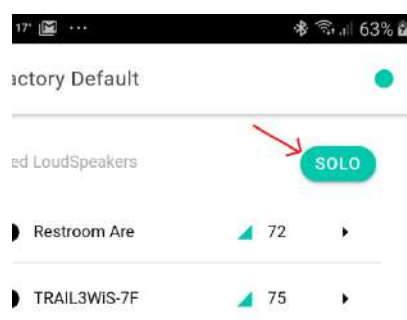 17° ··· 63%
actory Default
ed LoudSpeakers SOLO
Restroom Are 72
TRAIL3WiS-7F 75